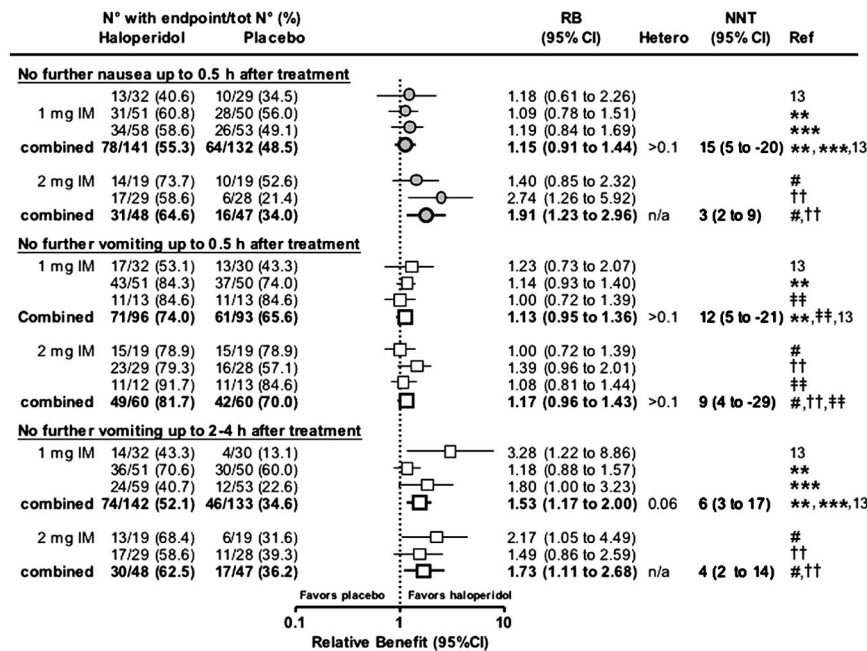 N° with endpoint/tot N° (%) RB NNT
Haloperidol Placebo (95% CI) Hetero (95% CI) Ref
No further nausea up to 0.5 h after treatment
13/32 (40.6) 10/29 (34.5) 1.18 (0.61 to 2.26) 13
1 mg IM 31/51 (60.8) 28/50 (56.0) 1.09 (0.78 to 1.51) **
34/58 (58.6) 26/53 (49.1) 1.19 (0.84 to 1.69) ***
combined 78/141 (55.3) 64/132 (48.5) 1.15 (0.91 to 1.44) >0.1 15 (5 to -20) **,***,13
2 mg IM 14/19 (73.7) 10/19 (52.6) 1.40 (0.85 to 2.32) #
17/29 (58.6) 6/28 (21.4) 2.74 (1.26 to 5.92) ††
combined 31/48 (64.6) 16/47 (34.0) 1.91 (1.23 to 2.96) n/a 3 (2 to 9) #,††
No further vomiting up to 0.5 h after treatment
1 mg IM 17/32 (53.1) 13/30 (43.3) 1.23 (0.73 to 2.07) 13
43/51 (84.3) 37/50 (74.0) 1.14 (0.93 to 1.40) **
11/13 (84.6) 11/13 (84.6) 1.00 (0.72 to 1.39) ‡‡
Combined 71/96 (74.0) 61/93 (65.6) 1.13 (0.95 to 1.36) >0.1 12 (5 to -21) **,‡‡,13
2 mg IM 15/19 (78.9) 15/19 (78.9) 1.00 (0.72 to 1.39) #
23/29 (79.3) 16/28 (57.1) 1.39 (0.96 to 2.01) ††
11/12 (91.7) 11/13 (84.6) 1.08 (0.81 to 1.44) ‡‡
combined 49/60 (81.7) 42/60 (70.0) 1.17 (0.96 to 1.43) >0.1 9 (4 to -29) #,††,‡‡
No further vomiting up to 2-4 h after treatment
1 mg IM 14/32 (43.3) 4/30 (13.1) 3.28 (1.22 to 8.86) 13
36/51 (70.6) 30/50 (60.0) 1.18 (0.88 to 1.57) **
24/59 (40.7) 12/53 (22.6) 1.80 (1.00 to 3.23) ***
combined 74/142 (52.1) 46/133 (34.6) 1.53 (1.17 to 2.00) 0.06 6 (3 to 17) **,***,13
2 mg IM 13/19 (68.4) 6/19 (31.6) 2.17 (1.05 to 4.49) #
17/29 (58.6) 11/28 (39.3) 1.49 (0.86 to 2.59) ††
combined 30/48 (62.5) 17/47 (36.2) 1.73 (1.11 to 2.68) n/a 4 (2 to 14) #,††
Favors placebo Favors haloperidol
0.1 1 10
Relative Benefit (95%CI)